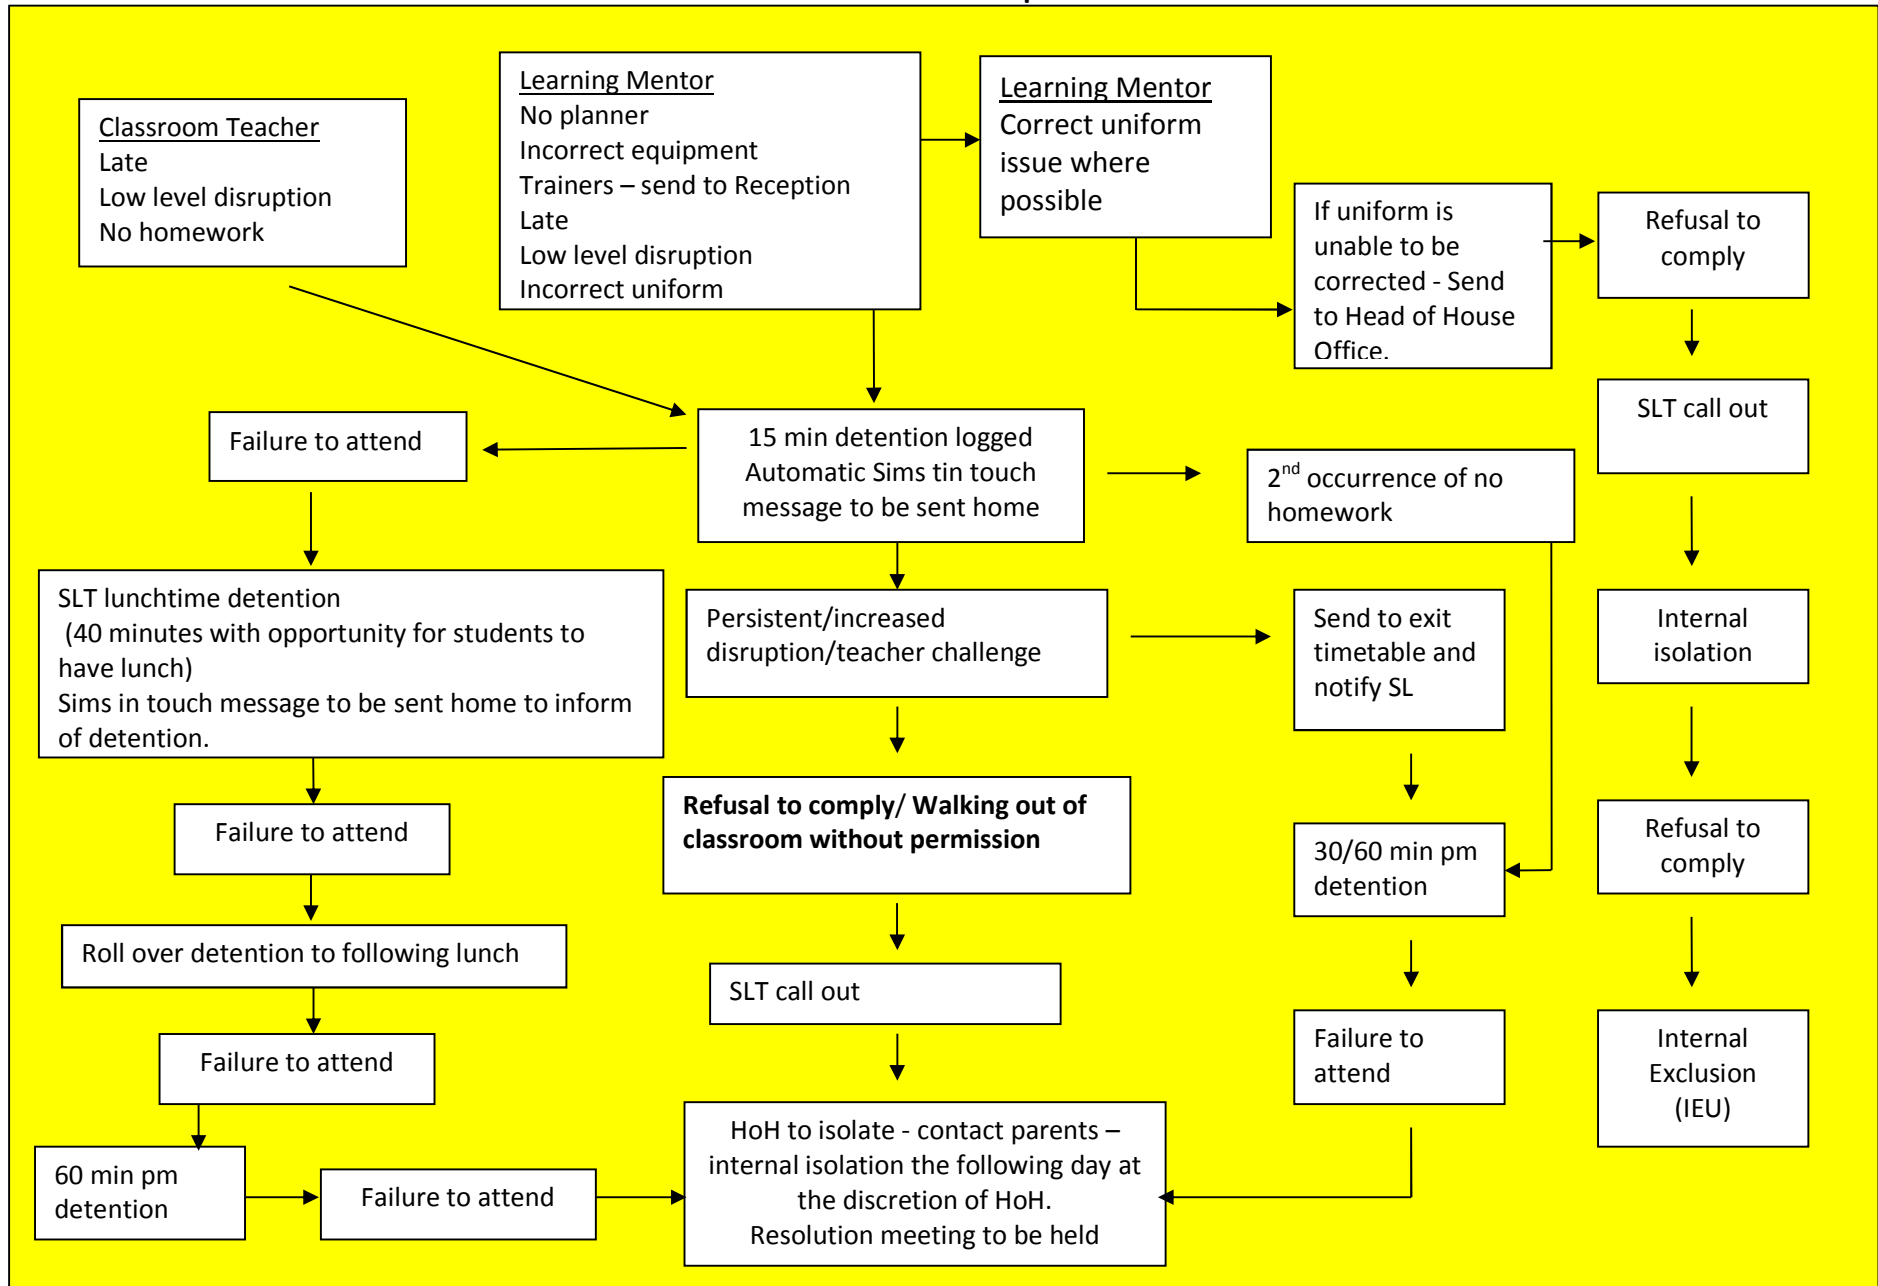 Classroom Teacher
Late
Low level disruption
No homework
Learning Mentor
No planner
Incorrect equipment
Trainers – send to Reception
Late
Low level disruption
Incorrect uniform
Learning Mentor
Correct uniform
issue where
possible
If uniform is
unable to be
corrected - Send
to Head of House
Office.
Refusal to
comply
SLT call out
Failure to attend
15 min detention logged
Automatic Sims tin touch
message to be sent home
2nd occurrence of no
homework
SLT lunchtime detention
(40 minutes with opportunity for students to
have lunch)
Sims in touch message to be sent home to inform
of detention.
Persistent/increased
disruption/teacher challenge
Send to exit
timetable and
notify SL
Internal
isolation
Failure to attend
Refusal to comply/ Walking out of
classroom without permission
30/60 min pm
detention
Refusal to
comply
Roll over detention to following lunch
SLT call out
Failure to
attend
Internal
Exclusion
(IEU)
Failure to attend
60 min pm
detention
Failure to attend
HoH to isolate - contact parents –
internal isolation the following day at
the discretion of HoH.
Resolution meeting to be held